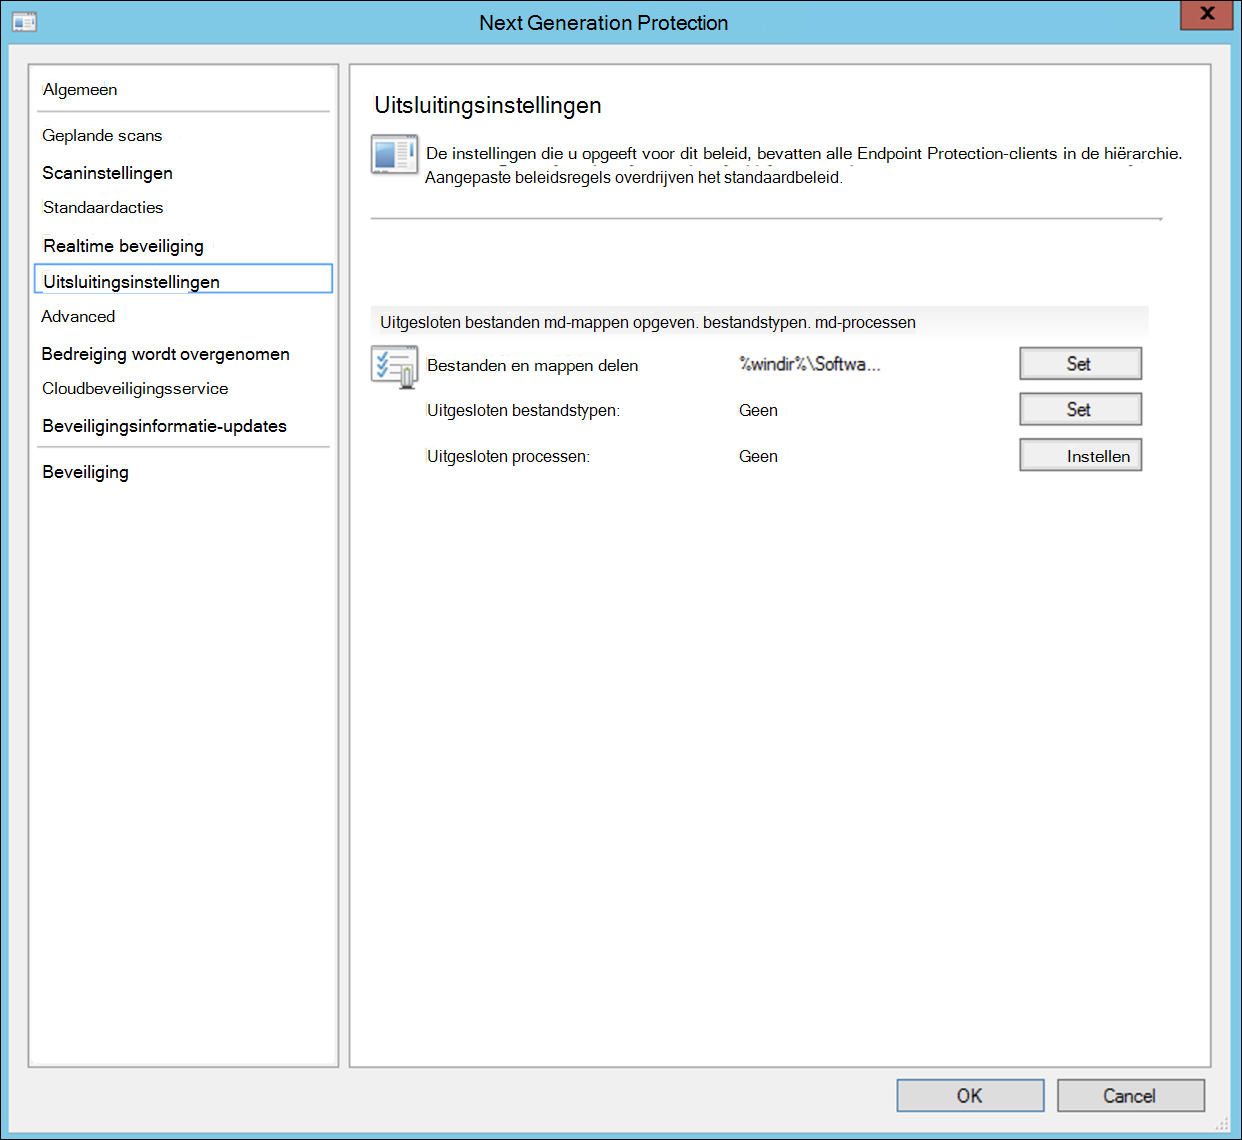 Next Generation Protection
x
Algemeen
Geplande scans
Scaninstellingen
Standaardacties
Realtime beveiliging
Uitsluitingsinstellingen
Advanced
Bedreiging wordt overgenomen
Cloudbeveiligingsservice
Beveiligingsinformatie-updates
Beveiliging
Uitsluitingsinstellingen
De instellingen die u opgeeft voor dit beleid, bevatten alle Endpoint Protection-clients in de hiërarchie.
Aangepaste beleidsregels overdrijven het standaardbeleid.
Uitgesloten bestanden md-mappen opgeven. bestandstypen. md-processen
Bestanden en mappen delen %windir%\Softwa... Set
Uitgesloten bestandstypen: Geen Set
Uitgesloten processen: Geen Instellen
OK Cancel